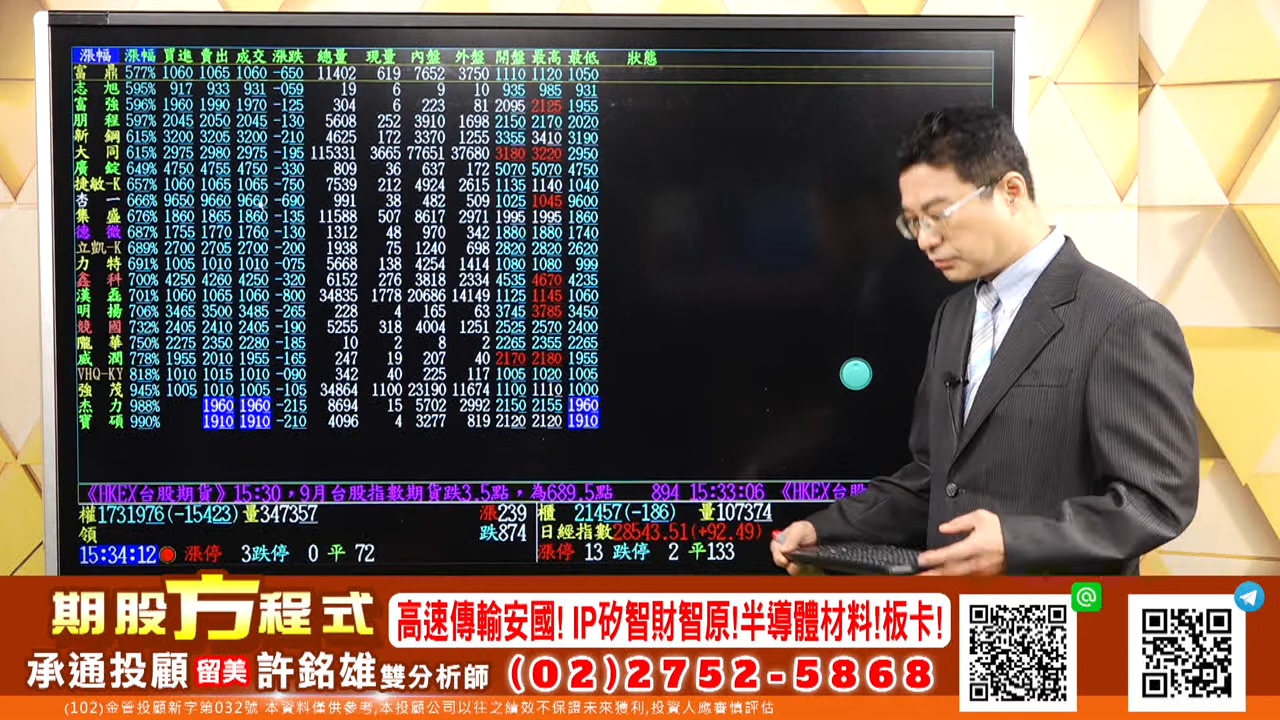 漲幅 漲幅 買進 賣出 成交 漲跌 總量 現量 內盤 外盤 開盤 最高 最低 狀態
富鼎 577% 1060 1065 1060 -650 11402 619 7652 3750 1110 1120 1050
志旭 595% 917 933 931 -059 19 6 9 10 935 985 931
富強 596% 1960 1990 1970 -125 304 6 223 81 2095 2125 1955
朋程 597% 2045 2050 2045 -130 5608 252 3910 1698 2150 2170 2020
新鋼 615% 3200 3205 3200 -210 4625 172 3370 1255 3355 3410 3190
大同 615% 2975 2980 2975 -195 115331 3665 77651 37680 3180 3220 2950
廣錠 649% 4750 4755 4750 -330 809 36 637 172 5070 5070 4750
捷敏-K 657% 1060 1065 1065 -750 7539 212 4924 2615 1135 1140 1040
杏一 666% 9650 9660 9660 -690 991 38 482 509 1025 1045 9600
集盛 676% 1860 1865 1860 -135 11588 507 8617 2971 1995 1995 1860
德微 687% 1755 1770 1760 -130 1312 48 970 342 1880 1880 1740
立凱-K 689% 2700 2705 2700 -200 1938 75 1240 698 2820 2820 2620
力特 691% 1005 1010 1010 -075 5668 138 4254 1414 1080 1080 999
鑫科 700% 4250 4260 4250 -320 6152 276 3818 2334 4535 4670 4235
漢磊 701% 1060 1065 1060 -800 34835 1778 20686 14149 1125 1145 1060
明揚 706% 3465 3500 3485 -265 228 4 165 63 3745 3785 3450
競國 732% 2405 2410 2405 -190 5255 318 4004 1251 2525 2570 2400
隴華 750% 2275 2350 2280 -185 10 2 8 2 2265 2355 2265
威潤 778% 1955 2010 1955 -165 247 19 207 40 2170 2180 1955
VHQ-KY 818% 1010 1015 1010 -090 342 40 225 117 1005 1020 1005
強茂 945% 1005 1010 1005 -105 34864 1100 23190 11674 1100 1110 1000
杰力 988% 1960 1960 -215 8694 15 5702 2992 2150 2155 1960
寶碩 990% 1910 1910 -210 4096 4 3277 819 2120 2120 1910
《HKEX台股期貨》15:30，9月台股指數期貨跌3.5點，為689.5點 894 15:33:06 《HKEX台股
權1731976(-15423)量347357 漲239 櫃 21457(-186) 量107374
領 跌874 日經指數28543.51(+92.49)
15:34:12 漲停 3跌停 0 平 72 漲停 13 跌停 2 平133
期股方程式
高速傳輸安國! IP矽智財智原!半導體材料!板卡!
承通投顧 留美 許銘雄 雙分析師 (02)2752-5868
(102)金管投顧新字第032號 本資料僅供參考,本投顧公司以往之績效不保證未來獲利,投資人應審慎評估